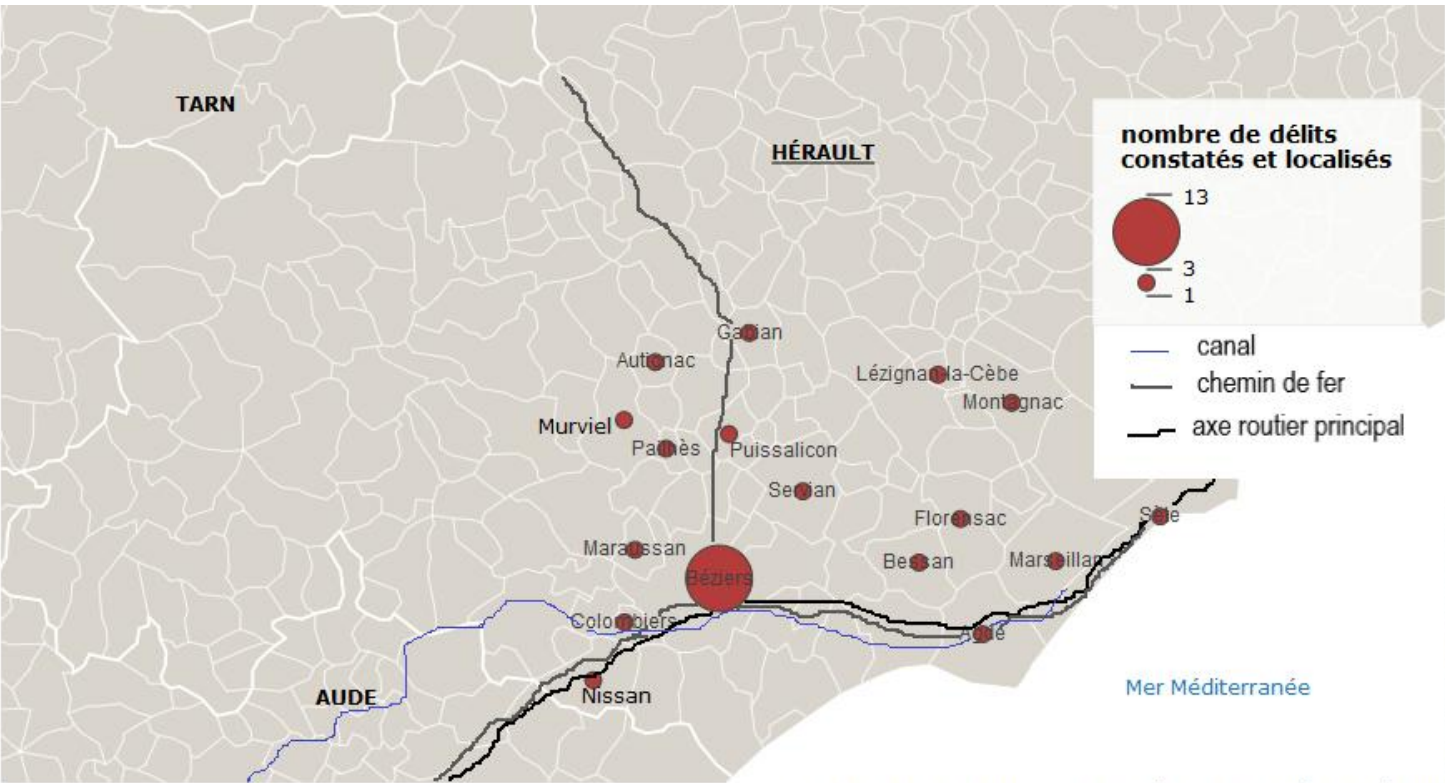 TARN
HÉRAULT
nombre de délits
constatés et localisés
13
3
1
canal
chemin de fer
axe routier principal
Gabian
Autignac
Lézignan-la-Cèbe
Montagnac
Murviel
Pailhès
Puissalicon
Servian
Florensac
Sète
Maraussan
Bessan
Marseillan
Béziers
Colombiers
Agde
AUDE
Nissan
Mer Méditerranée